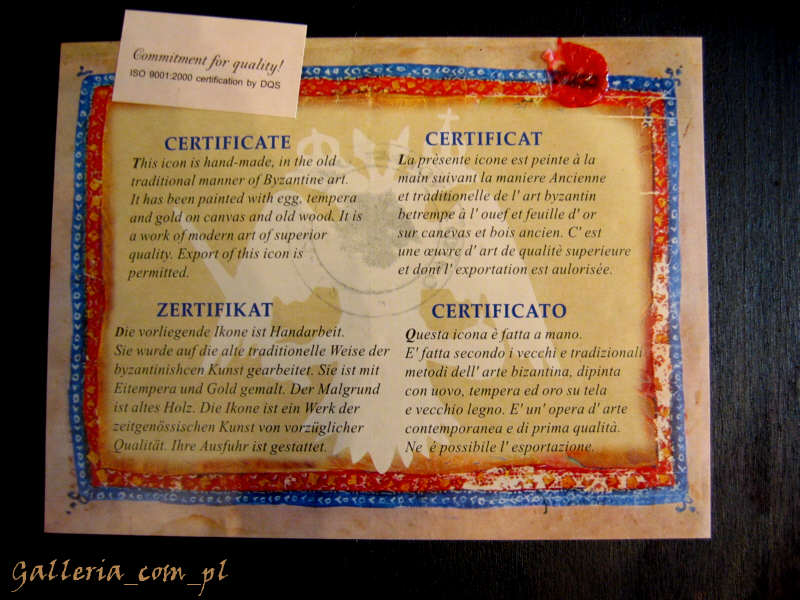 Commitment for quality!
ISO 9001:2000 certification by DQS
CERTIFICATE
This icon is hand-made, in the old
traditional manner of Byzantine art.
It has been painted with egg, tempera
and gold on canvas and old wood. It is
a work of modern art of superior
quality. Export of this icon is
permitted.
CERTIFICAT
La prèsente icone est peinte à la
main suivant la maniere Ancienne
et traditionelle de l' art byzantin
betrempe à l' ouef et feuille d' or
sur canevas et bois ancien. C' est
une œuvre d' art de qualitè superieure
et dont l' exportation est aulorisée.
ZERTIFIKAT
Die vorliegende Ikone ist Handarbeit.
Sie wurde auf die alte traditionelle Weise der
byzantinishcen Kunst gearbeitet. Sie ist mit
Eitempera und Gold gemalt. Der Malgrund
ist altes Holz. Die Ikone ist ein Werk der
zeitgenössischen Kunst von vorzüglicher
Qualität. Ihre Ausfuhr ist gestattet.
CERTIFICATO
Questa icona è fatta a mano.
E' fatta secondo i vecchi e tradizionali
metodi dell' arte bizantina, dipinta
con uovo, tempera ed oro su tela
e vecchio legno. E' un' opera d' arte
contemporanea e di prima qualità.
Ne è possibile l' esportazione.
Galleria_com_pl